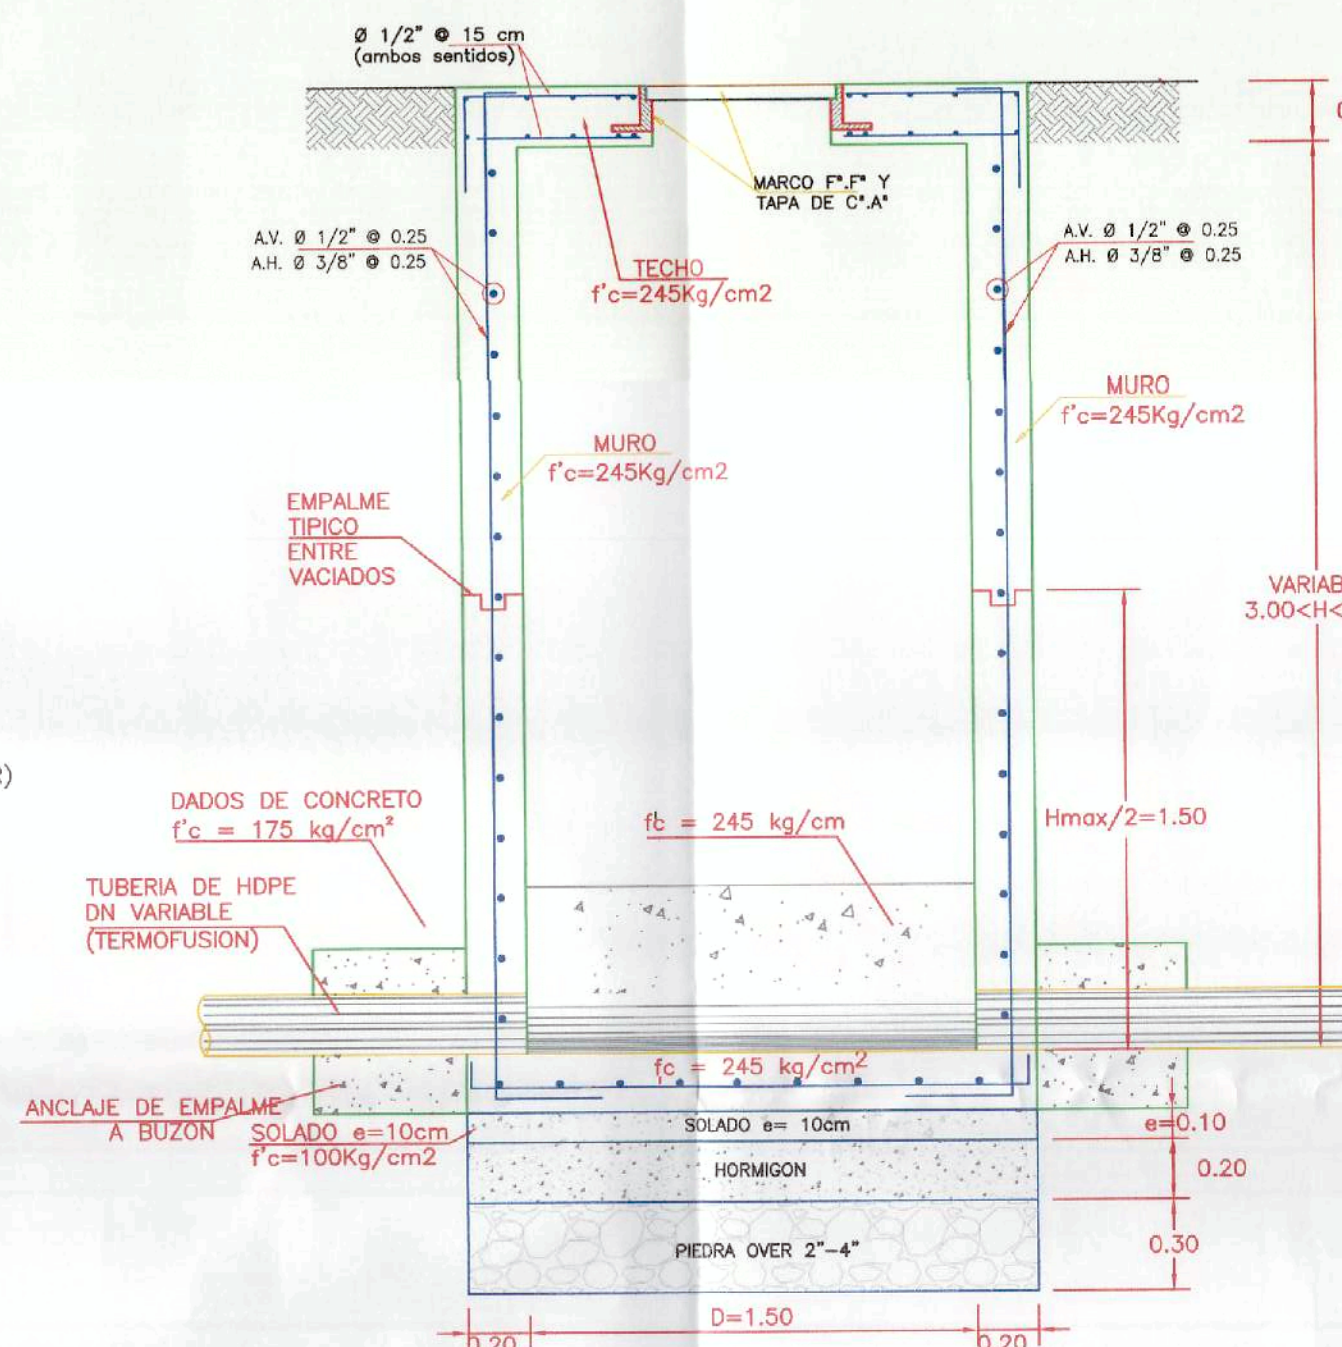 Ø 1/2" @ 15 cm
(ambos sentidos)
MARCO F°.F° Y
TAPA DE C°.A°
A.V. Ø 1/2" @ 0.25
A.H. Ø 3/8" @ 0.25
A.V. Ø 1/2" @ 0.25
A.H. Ø 3/8" @ 0.25
TECHO
f'c=245Kg/cm2
MURO
f'c=245Kg/cm2
MURO
f'c=245Kg/cm2
EMPALME
TIPICO
ENTRE
VACIADOS
3.00<H<
DADOS DE CONCRETO
f'c = 175 kg/cm²
fc = 245 kg/cm
Hmax/2=1.50
TUBERIA DE HDPE
DN VARIABLE
(TERMOFUSION)
fc = 245 kg/cm²
ANCLAJE DE EMPALME
A BUZON
SOLADO e=10cm
f'c=100Kg/cm2
SOLADO e= 10cm
e=0.10
HORMIGON
0.20
PIEDRA OVER 2"-4"
0.30
D=1.50
0.20
0.20